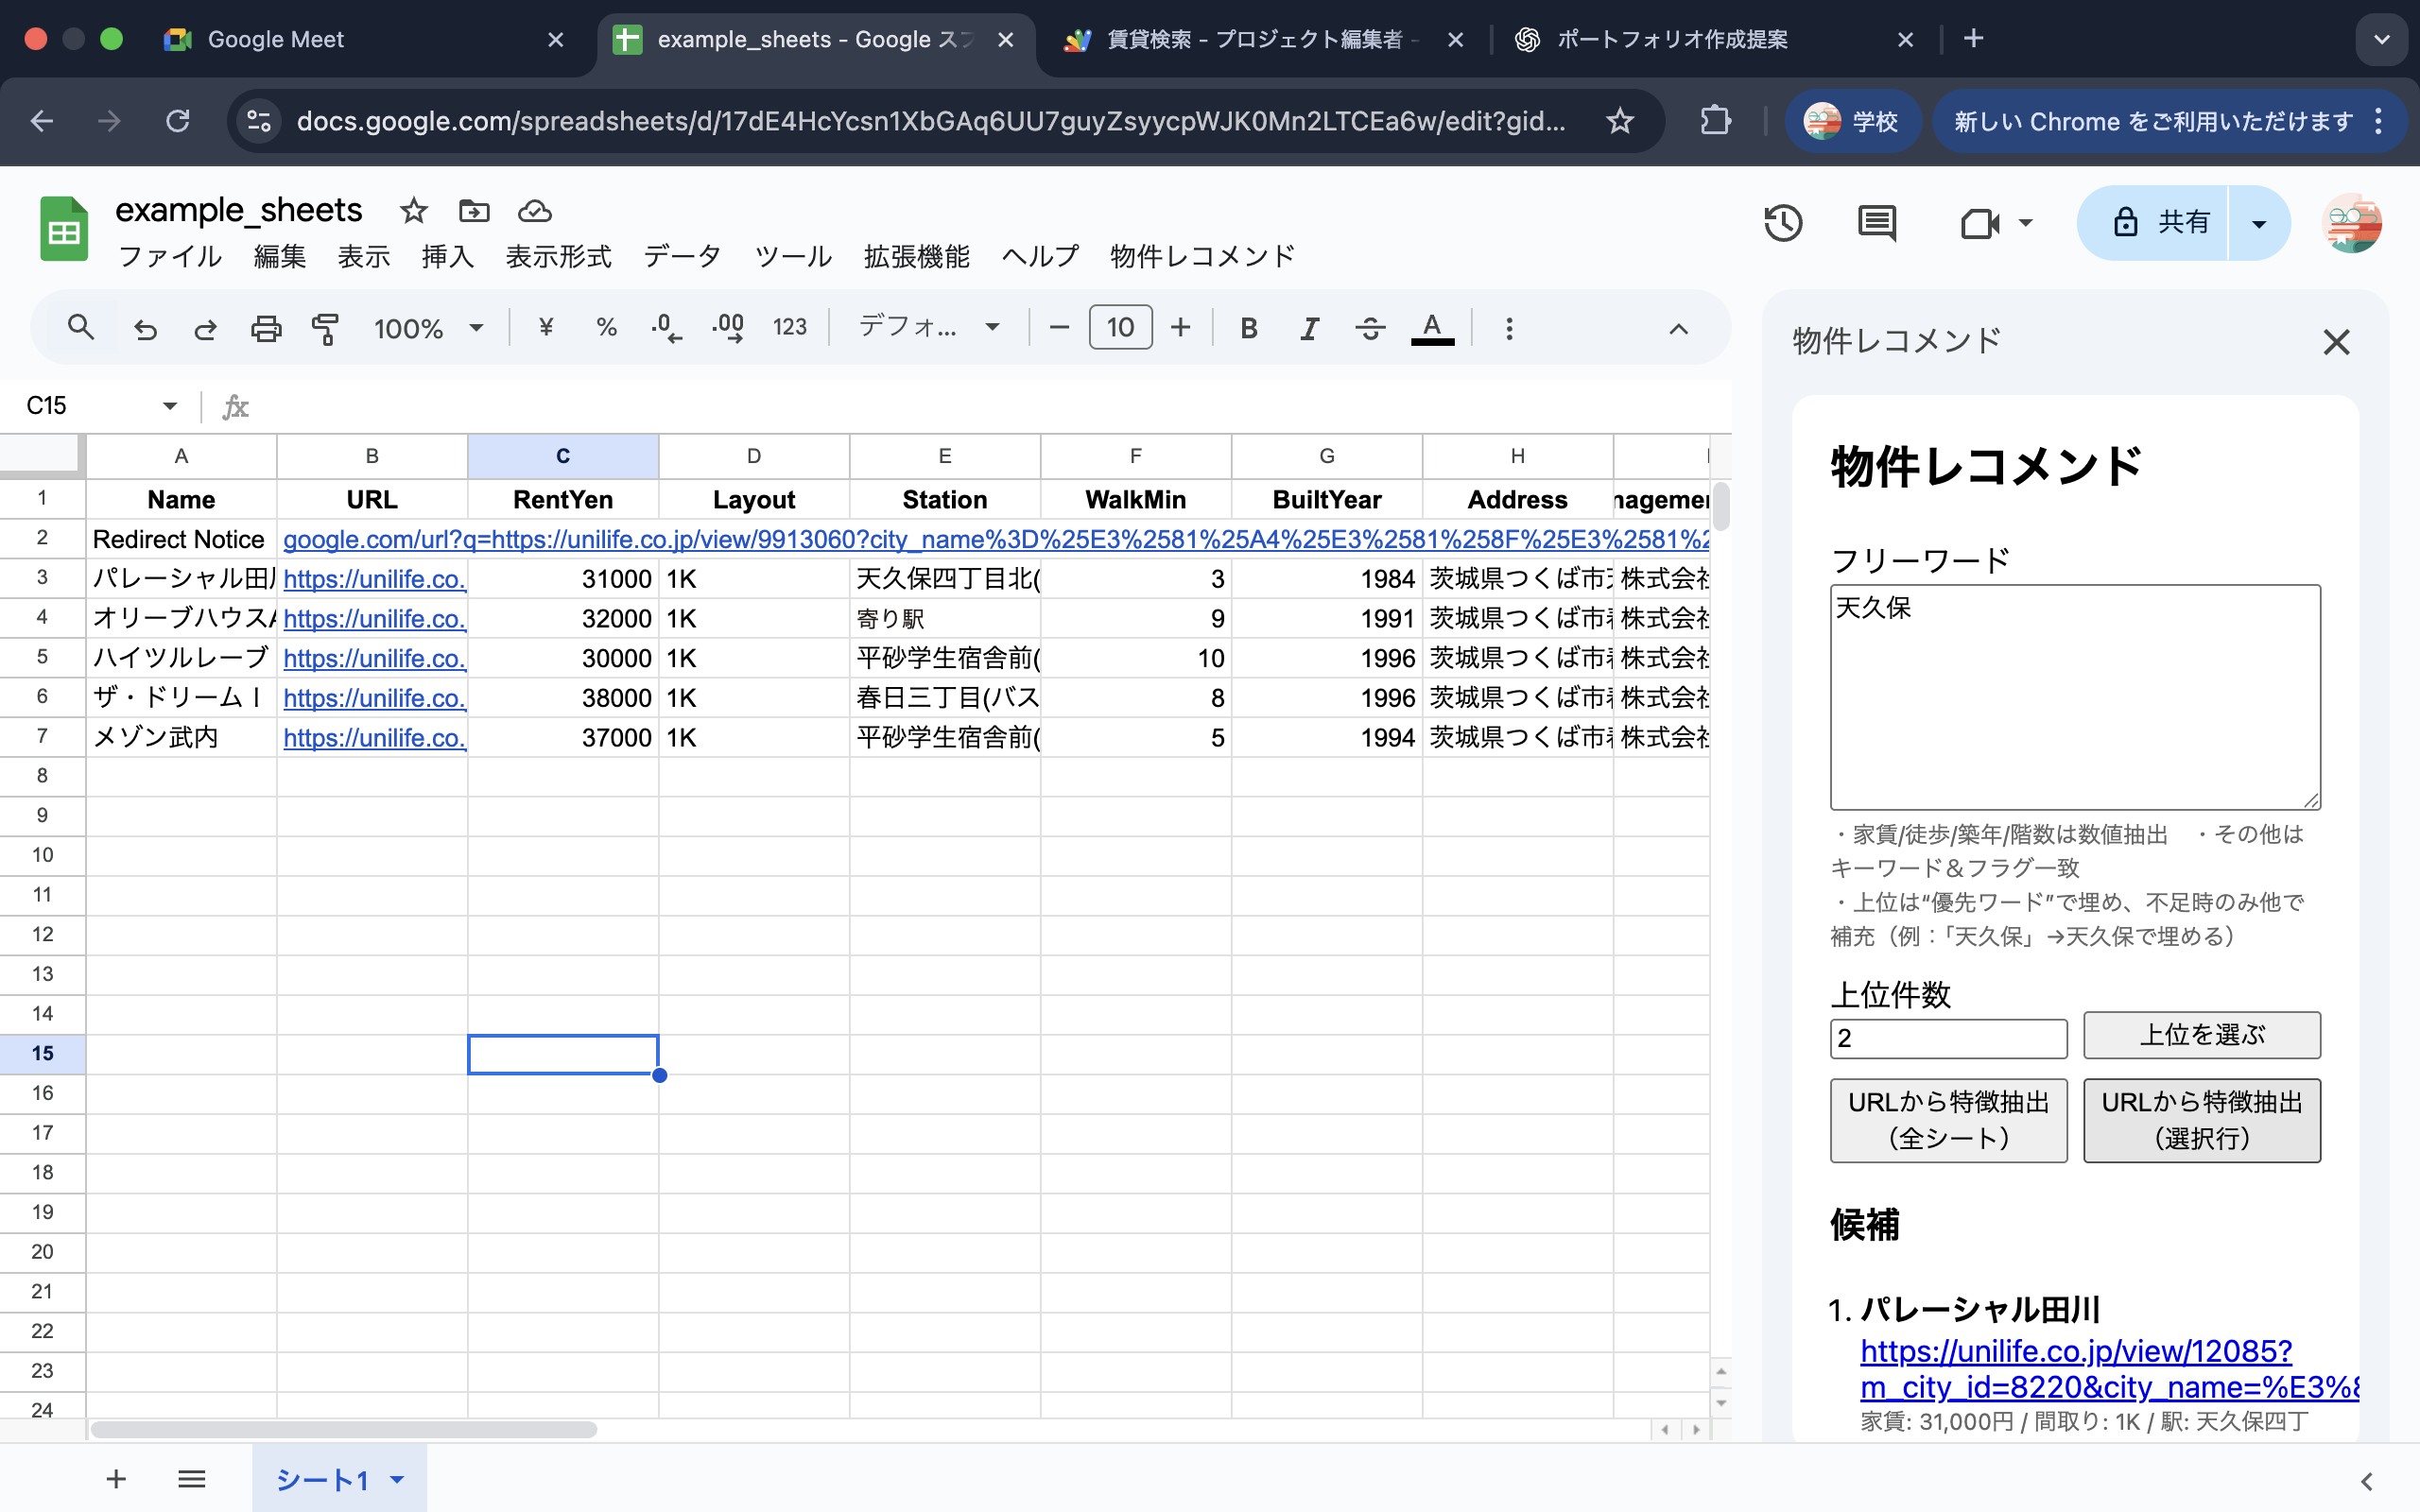 Google Meet
example_sheets - Google スプ
賃貸検索 - プロジェクト編集者 -
ポートフォリオ作成提案
docs.google.com/spreadsheets/d/17dE4HcYcsn1XbGAq6UU7guyZsyycpWJK0Mn2LTCEa6w/edit?gid...
学校
新しい Chrome をご利用いただけます
example_sheets
ファイル 編集 表示 挿入 表示形式 データ ツール 拡張機能 ヘルプ 物件レコメンド
共有
100% ¥ % .0 .00 123 デフォ... 10 B I A
C15 fx
A B C D E F G H
1 Name URL RentYen Layout Station WalkMin BuiltYear Address nagemen
2 Redirect Notice google.com/url?q=https://unilife.co.jp/view/9913060?city_name%3D%25E3%2581%25A4%25E3%2581%258F%25E3%2581%2
3 パレーシャル田川 https://unilife.co. 31000 1K 天久保四丁目北( 3 1984 茨城県つくば市天 株式会社
4 オリーブハウスA https://unilife.co. 32000 1K 寄り駅 9 1991 茨城県つくば市春 株式会社
5 ハイツルレーブ https://unilife.co. 30000 1K 平砂学生宿舎前( 10 1996 茨城県つくば市春 株式会社
6 ザ・ドリームⅠ https://unilife.co. 38000 1K 春日三丁目(バス 8 1996 茨城県つくば市春 株式会社
7 メゾン武内 https://unilife.co. 37000 1K 平砂学生宿舎前( 5 1994 茨城県つくば市春 株式会社
8
9
10
11
12
13
14
15
16
17
18
19
20
21
22
23
24
シート1
物件レコメンド
物件レコメンド
フリーワード
天久保
・家賃/徒歩/築年/階数は数値抽出 ・その他は
キーワード＆フラグ一致
・上位は“優先ワード”で埋め、不足時のみ他で
補充（例：「天久保」→天久保で埋める）
上位件数
2 上位を選ぶ
URLから特徴抽出
（全シート）
URLから特徴抽出
（選択行）
候補
1. パレーシャル田川
https://unilife.co.jp/view/12085?
m_city_id=8220&city_name=%E3%8
家賃: 31,000円 / 間取り: 1K / 駅: 天久保四丁